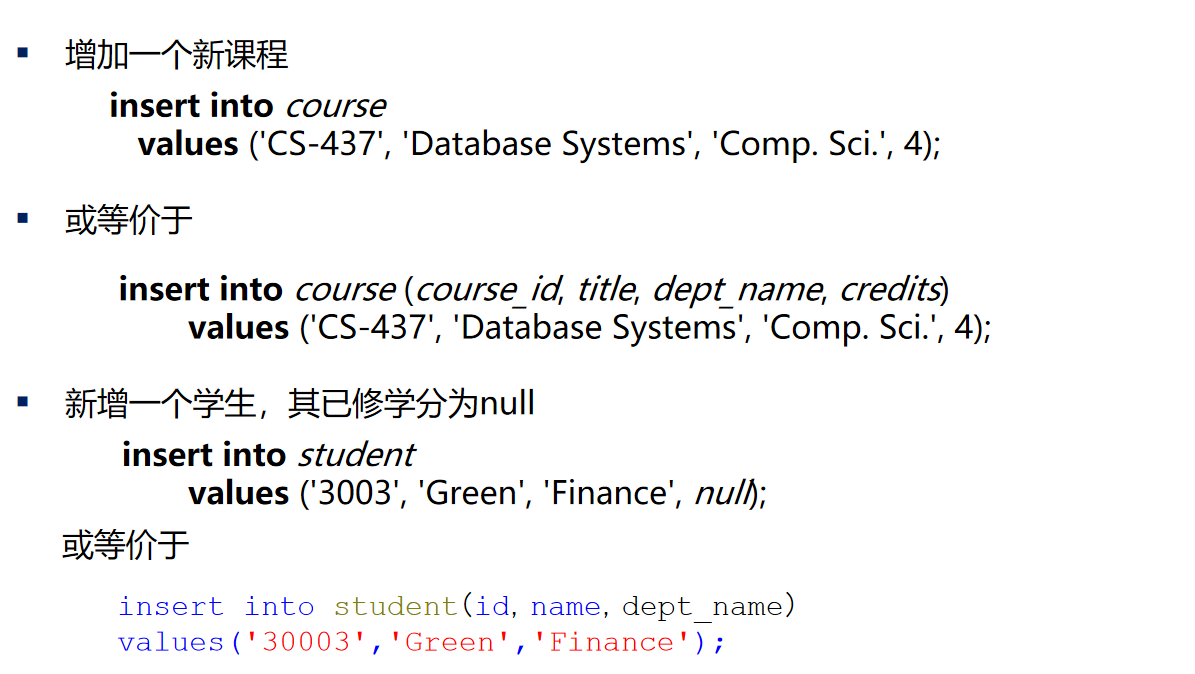 ▪ 增加一个新课程
insert into course
values ('CS-437', 'Database Systems', 'Comp. Sci.', 4);
▪ 或等价于
insert into course (course_id, title, dept_name, credits)
values ('CS-437', 'Database Systems', 'Comp. Sci.', 4);
▪ 新增一个学生，其已修学分为null
insert into student
values ('3003', 'Green', 'Finance', null);
或等价于
insert into student(id, name, dept_name)
values('30003','Green','Finance');